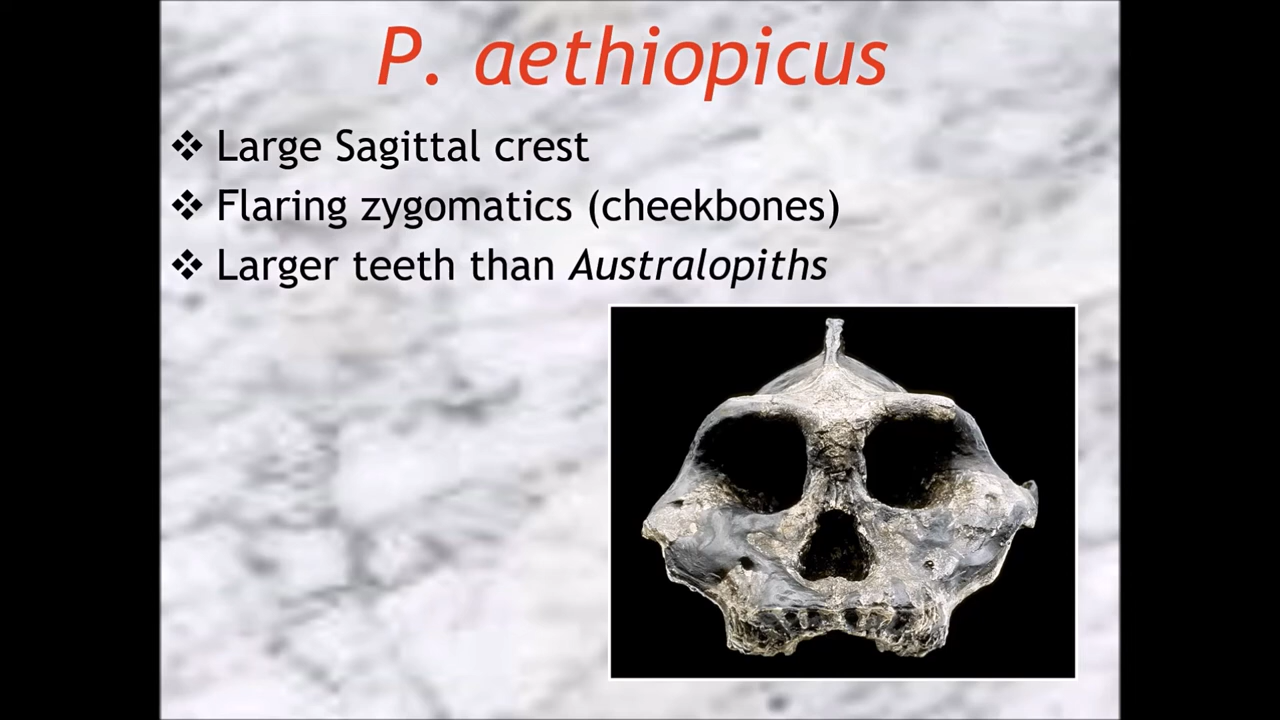 P. aethiopicus
❖ Large Sagittal crest
❖ Flaring zygomatics (cheekbones)
❖ Larger teeth than Australopiths